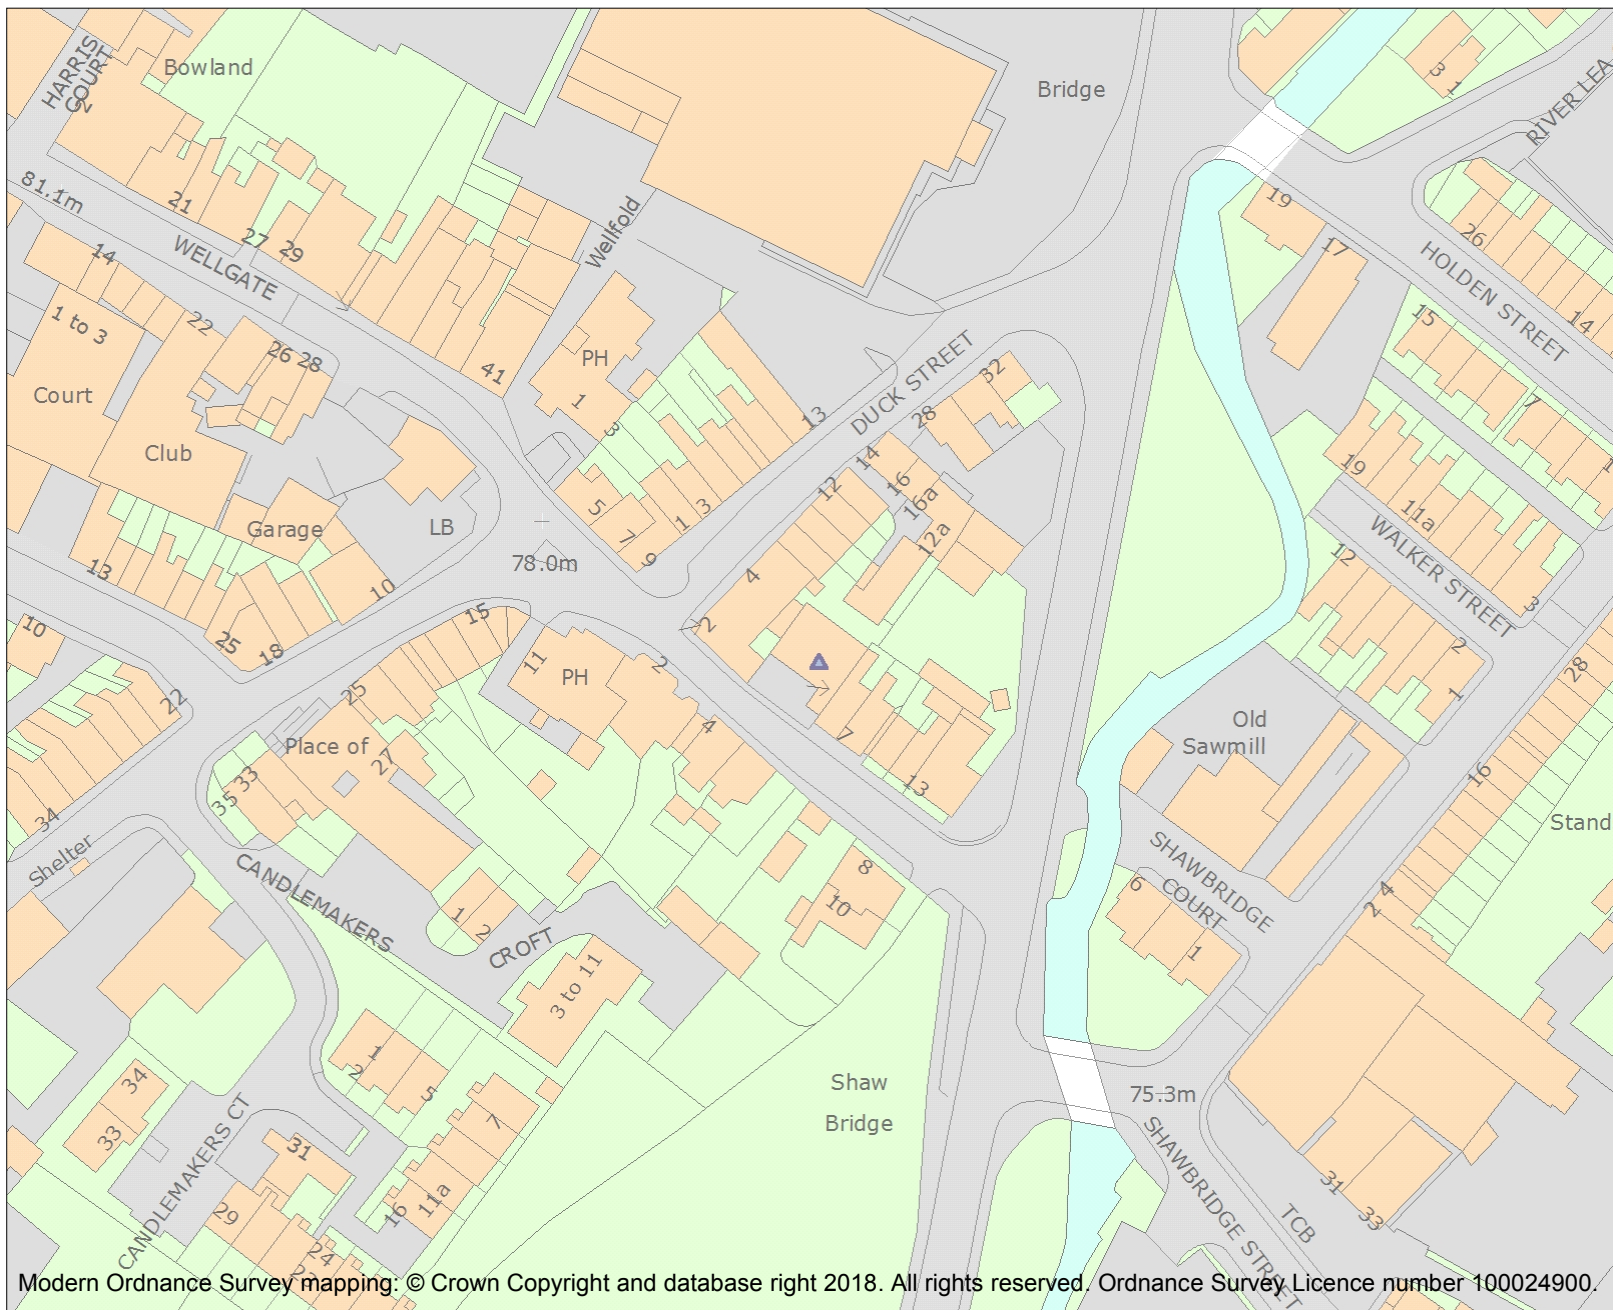 HARRIS
COURT
2
Bowland
Bridge
3
1
RIVER LEA
81.1m
21
27
29
WELLGATE
14
22
1 to 3
26
28
Court
Club
41
Wellfold
PH
1
3
5
7
9
1
3
13
DUCK STREET
32
28
14
16
16a
12
12a
4
2
19
17
26
HOLDEN STREET
14
15
7
19
11a
WALKER STREET
3
12
2
1
28
16
Garage
LB
78.0m
13
25
18
10
10
22
34
Shelter
15
11
PH
2
4
25
Place of
27
33
35
7
13
8
10
Old
Sawmill
Stand
SHAWBRIDGE
COURT
6
1
4
2
CANDLEMAKERS
CROFT
1
2
3 to 11
1
2
5
7
11a
16
34
33
CANDLEMAKERS CT
31
29
24
Shaw
Bridge
75.3m
SHAWBRIDGE STREET
TCB
31
33
Modern Ordnance Survey mapping: © Crown Copyright and database right 2018. All rights reserved. Ordnance Survey Licence number 100024900.